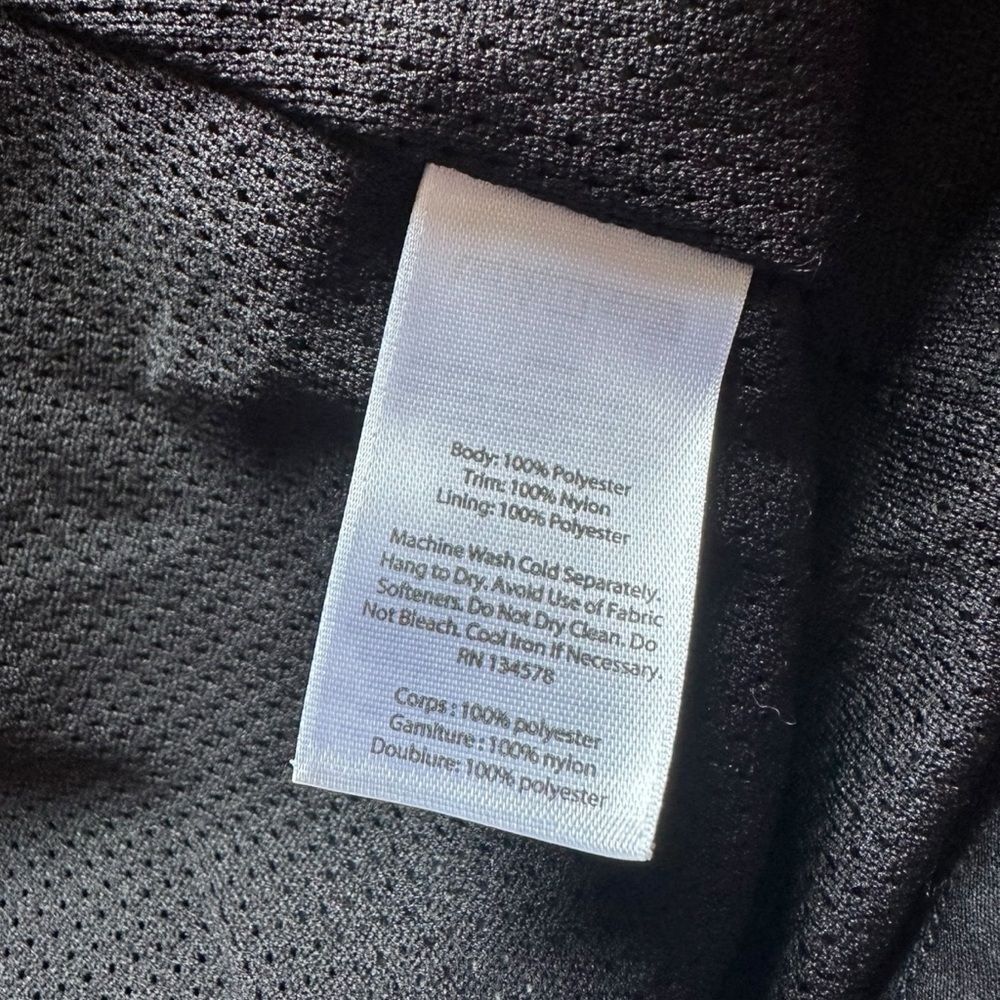 Body: 100% Polyester
Trim: 100% Nylon
Lining: 100% Polyester
Machine Wash Cold Separately.
Hang to Dry. Avoid Use of Fabric
Softeners. Do Not Dry Clean. Do
Not Bleach. Cool Iron If Necessary.
RN 134578
Corps : 100% polyester
Garniture : 100% nylon
Doublure: 100% polyester